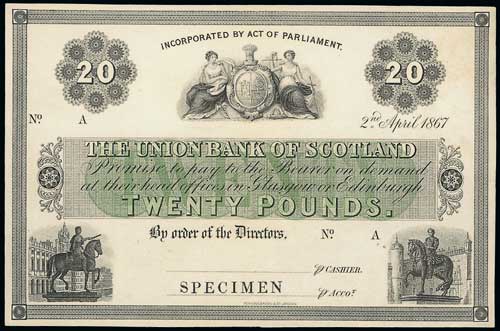 INCORPORATED BY ACT OF PARLIAMENT.
20 20
No A 2nd April 1867
THE UNION BANK OF SCOTLAND
Promise to pay to the Bearer on demand
at their head offices in Glasgow or Edinburgh
TWENTY POUNDS.
By order of the Directors. No A
p CASHIER.
SPECIMEN p ACCOT.